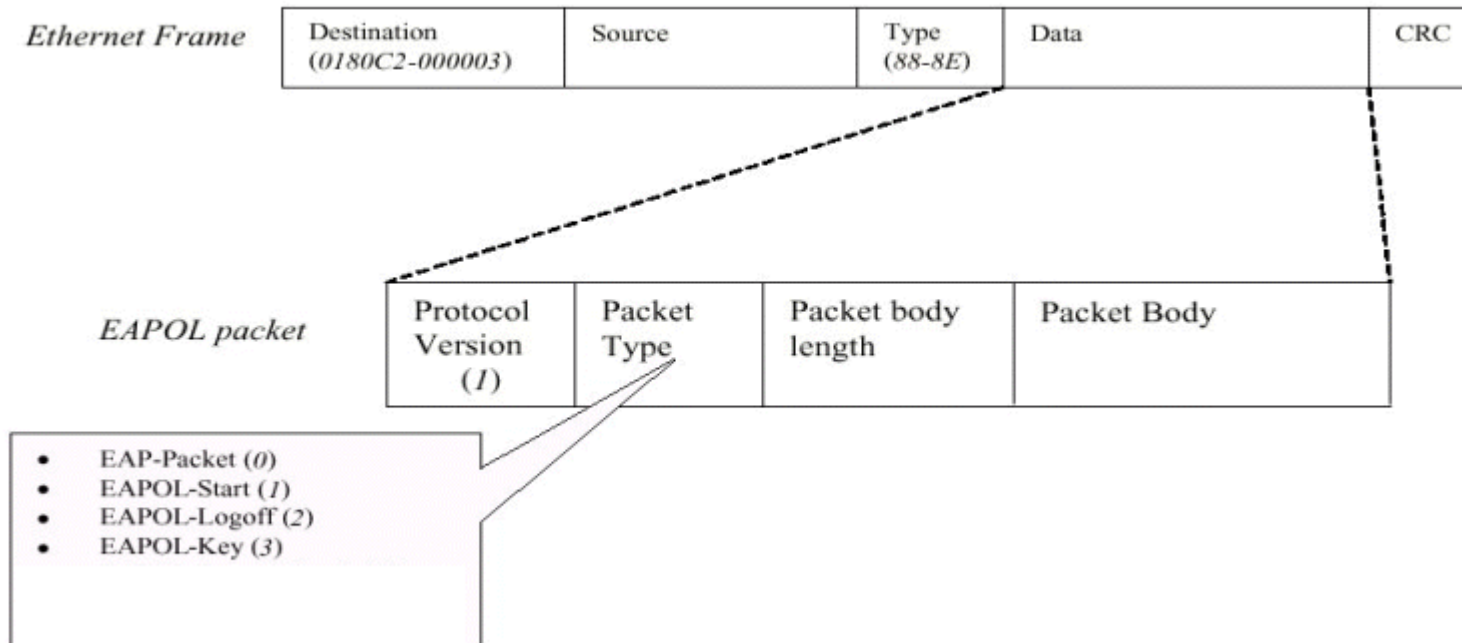 Ethernet Frame
Destination
(0180C2-000003)
Source
Type
(88-8E)
Data
CRC
EAPOL packet
Protocol
Version
(1)
Packet
Type
Packet body
length
Packet Body
• EAP-Packet (0)
• EAPOL-Start (1)
• EAPOL-Logoff (2)
• EAPOL-Key (3)